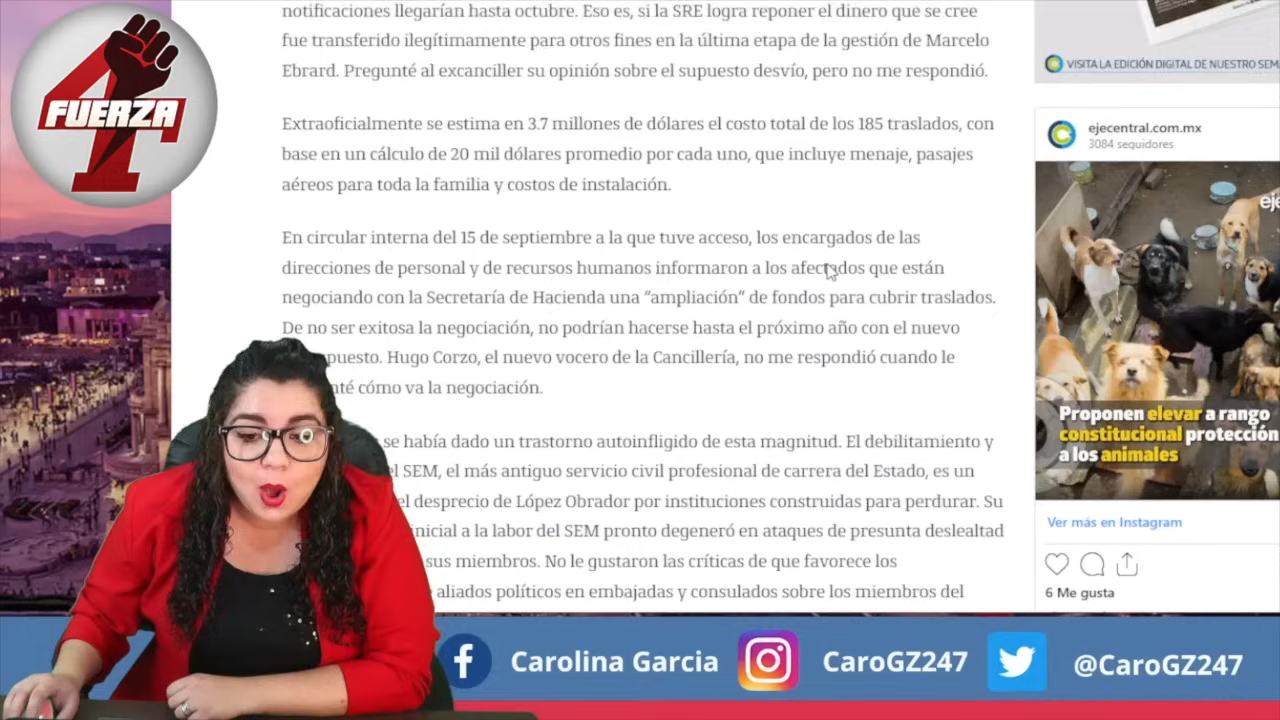 notificaciones llegarían hasta octubre. Eso es, si la SRE logra reponer el dinero que se cree
fue transferido ilegítimamente para otros fines en la última etapa de la gestión de Marcelo
Ebrard. Pregunté al excanciller su opinión sobre el supuesto desvío, pero no me respondió.
Extraoficialmente se estima en 3.7 millones de dólares el costo total de los 185 traslados, con
base en un cálculo de 20 mil dólares promedio por cada uno, que incluye menaje, pasajes
aéreos para toda la familia y costos de instalación.
En circular interna del 15 de septiembre a la que tuve acceso, los encargados de las
direcciones de personal y de recursos humanos informaron a los afectados que están
negociando con la Secretaría de Hacienda una “ampliación” de fondos para cubrir traslados.
De no ser exitosa la negociación, no podrían hacerse hasta el próximo año con el nuevo
puesto. Hugo Corzo, el nuevo vocero de la Cancillería, no me respondió cuando le
nté cómo va la negociación.
se había dado un trastorno autoinfligido de esta magnitud. El debilitamiento y
el SEM, el más antiguo servicio civil profesional de carrera del Estado, es un
el desprecio de López Obrador por instituciones construidas para perdurar. Su
inicial a la labor del SEM pronto degeneró en ataques de presunta deslealtad
sus miembros. No le gustaron las críticas de que favorece los
aliados políticos en embajadas y consulados sobre los miembros del
4T
FUERZA
VISITA LA EDICIÓN DIGITAL DE NUESTRO SEM
ejecentral.com.mx
3084 seguidores
eje
Proponen elevar a rango
constitucional protección
a los animales
Ver más en Instagram
6 Me gusta
Carolina Garcia
CaroGZ247
@CaroGZ247